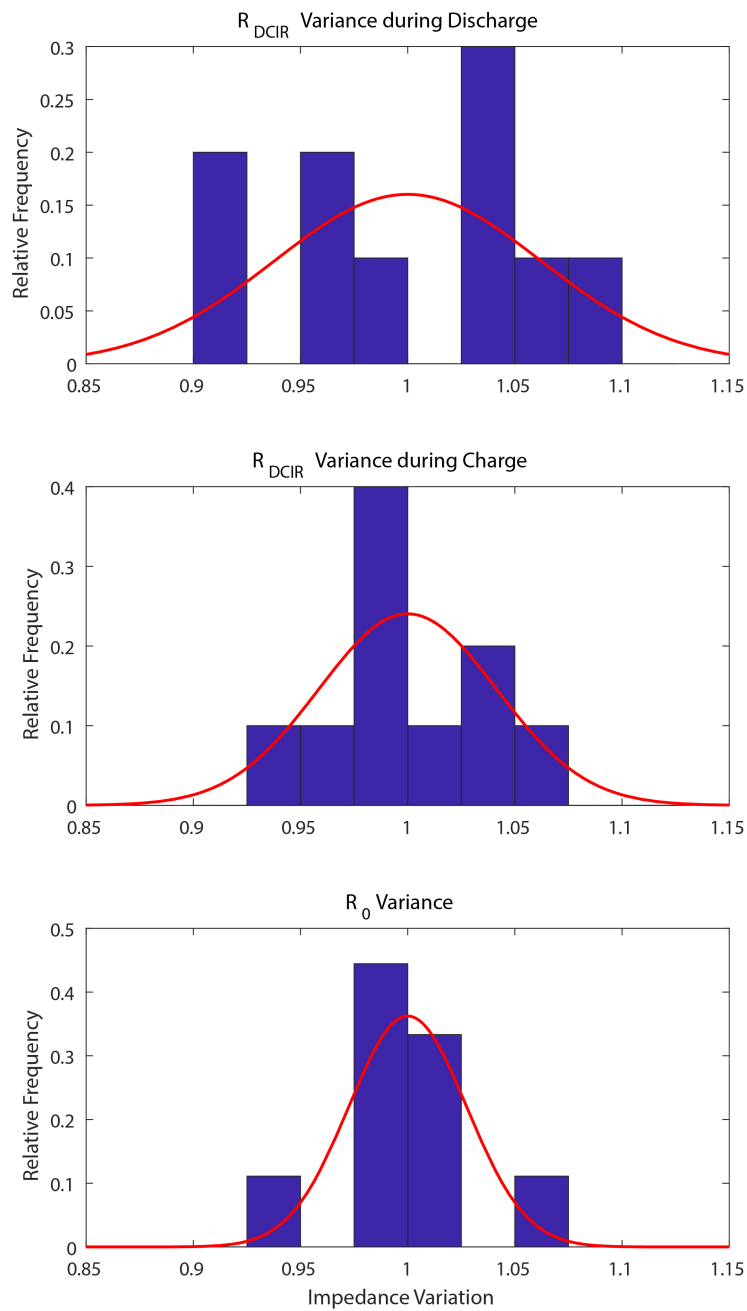 R DCIR Variance during Discharge
0.3
0.25
0.2
0.15
0.1
0.05
0
Relative Frequency
0.85 0.9 0.95 1 1.05 1.1 1.15
R DCIR Variance during Charge
0.4
0.3
0.2
0.1
0
Relative Frequency
0.85 0.9 0.95 1 1.05 1.1 1.15
R 0 Variance
0.5
0.4
0.3
0.2
0.1
0
Relative Frequency
0.85 0.9 0.95 1 1.05 1.1 1.15
Impedance Variation